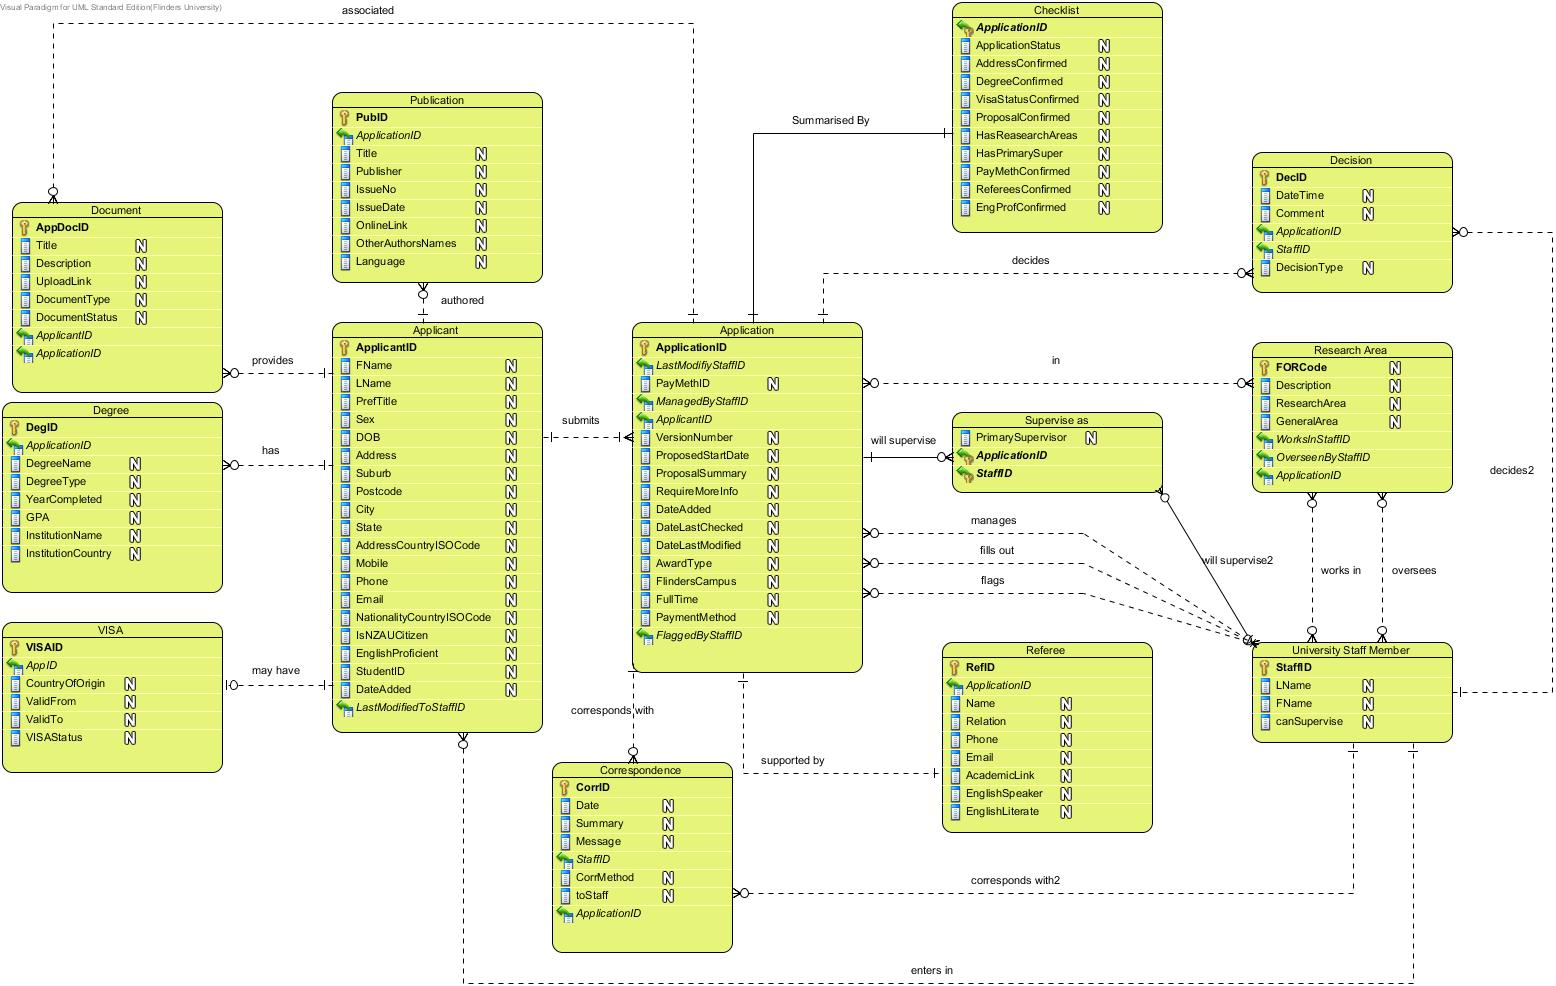 Visual Paradigm for UML Standard Edition(Flinders University)
associated
Checklist
ApplicationID
ApplicationStatus N
AddressConfirmed N
DegreeConfirmed N
VisaStatusConfirmed N
ProposalConfirmed N
HasReasearchAreas N
HasPrimarySuper N
PayMethConfirmed N
RefereesConfirmed N
EngProfConfirmed N
Summarised By
Publication
PubID
ApplicationID
Title N
Publisher N
IssueNo N
IssueDate N
OnlineLink N
OtherAuthorsNames N
Language N
authored
Decision
DecID
DateTime N
Comment N
ApplicationID
StaffID
DecisionType N
decides
Document
AppDocID
Title N
Description N
UploadLink N
DocumentType N
DocumentStatus N
ApplicantID
ApplicationID
provides
Applicant
ApplicantID
FName N
LName N
PrefTitle N
Sex N
DOB N
Address N
Suburb N
Postcode N
City N
State N
AddressCountryISOCode N
Mobile N
Phone N
Email N
NationalityCountryISOCode N
IsNZAUCitizen N
EnglishProficient N
StudentID N
DateAdded N
LastModifiedToStaffID
submits
Application
ApplicationID
LastModifiyStaffID
PayMethID N
ManagedByStaffID
ApplicantID
VersionNumber N
ProposedStartDate N
ProposalSummary N
RequireMoreInfo N
DateAdded N
DateLastChecked N
DateLastModified N
AwardType N
FlindersCampus N
FullTime N
PaymentMethod N
FlaggedByStaffID
in
Research Area
FORCode N
Description N
ResearchArea N
GeneralArea N
WorksInStaffID
OverseenByStaffID
ApplicationID
Degree
DegID
ApplicationID
DegreeName N
DegreeType N
YearCompleted N
GPA N
InstitutionName N
InstitutionCountry N
has
will supervise
Supervise as
PrimarySupervisor N
ApplicationID
StaffID
decides2
manages
fills out
flags
will supervise2
works in
oversees
VISA
VISAID
AppID
CountryOfOrigin N
ValidFrom N
ValidTo N
VISAStatus N
may have
Referee
RefID
ApplicationID
Name N
Relation N
Phone N
Email N
AcademicLink N
EnglishSpeaker N
EnglishLiterate N
University Staff Member
StaffID
LName N
FName N
canSupervise N
corresponds with
supported by
Correspondence
CorrID
Date N
Summary N
Message N
StaffID
CorrMethod N
toStaff N
ApplicationID
corresponds with2
enters in